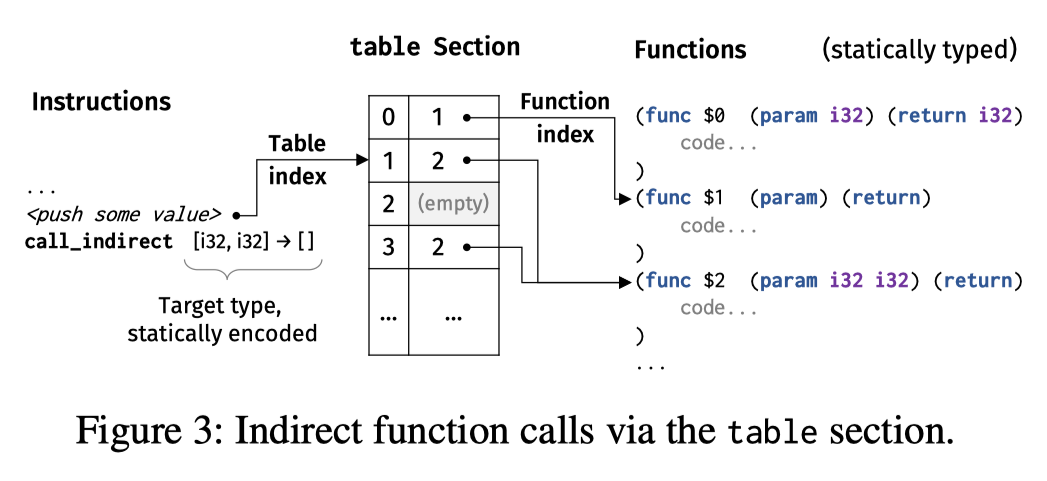 table Section
Functions (statically typed)
Instructions
Table index
Function index
...
<push some value>
call_indirect [i32, i32] → []
Target type,
statically encoded
0 1
1 2
2 (empty)
3 2
... ...
(func $0 (param i32) (return i32)
code...
)
(func $1 (param) (return)
code...
)
(func $2 (param i32 i32) (return)
code...
)
...
Figure 3: Indirect function calls via the table section.